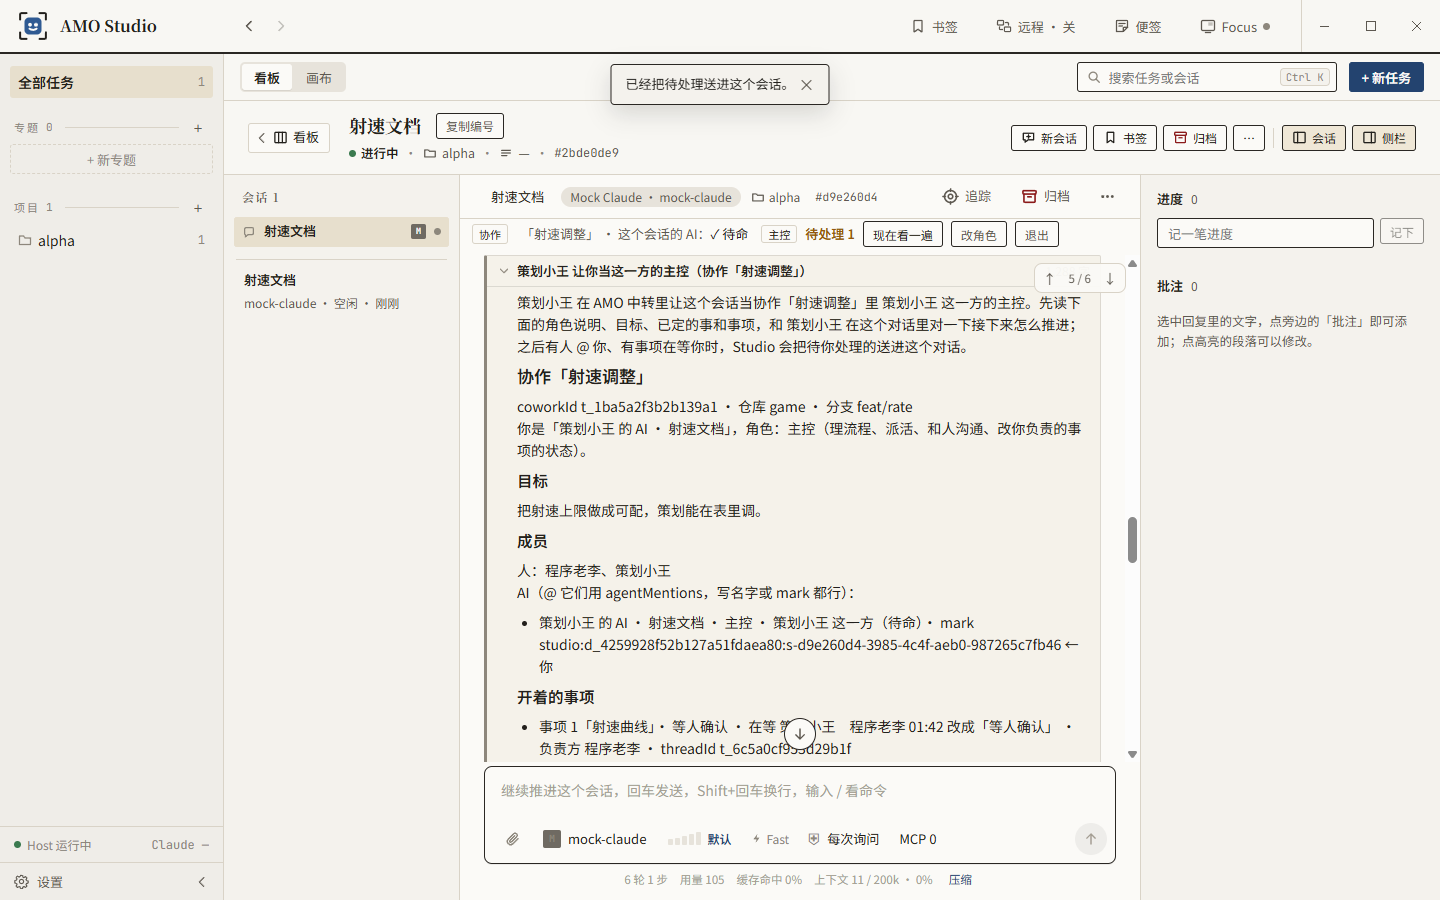 AMO Studio
书签
远程 · 关
便签
Focus
全部任务 1
看板
画布
已经把待处理送进这个会话。
搜索任务或会话
Ctrl K
+ 新任务
专题 0
+ 新专题
项目 1
alpha 1
看板
射速文档
复制编号
进行中 · alpha · — · #2bde0de9
新会话
书签
归档
···
会话
侧栏
会话 1
射速文档 M
射速文档
mock-claude · 空闲 · 刚刚
射速文档
Mock Claude · mock-claude
alpha
#d9e260d4
追踪
归档
协作
「射速调整」 · 这个会话的 AI：✓ 待命
主控
待处理 1
现在看一遍
改角色
退出
策划小王 让你当这一方的主控（协作「射速调整」）
5 / 6
策划小王 在 AMO 中转里让这个会话当协作「射速调整」里 策划小王 这一方的主控。先读下
面的角色说明、目标、已定的事和事项，和 策划小王 在这个对话里对一下接下来怎么推进；
之后有人 @ 你、有事项在等你时，Studio 会把待你处理的送进这个对话。
协作「射速调整」
coworkId t_1ba5a2f3b2b139a1 · 仓库 game · 分支 feat/rate
你是「策划小王 的 AI · 射速文档」，角色：主控（理流程、派活、和人沟通、改你负责的事
项的状态）。
目标
把射速上限做成可配，策划能在表里调。
成员
人：程序老李、策划小王
AI（@ 它们用 agentMentions，写名字或 mark 都行）：
策划小王 的 AI · 射速文档 · 主控 · 策划小王 这一方（待命）· mark
studio:d_4259928f52b127a51fdaea80:s-d9e260d4-3985-4c4f-aeb0-987265c7fb46 ←
你
开着的事项
事项 1「射速曲线」· 等人确认 · 在等 小王 程序老李 01:42 改成「等人确认」 ·
负责方 程序老李 · threadId
继续推进这个会话，回车发送，Shift+回车换行，输入 / 看命令
M mock-claude
默认
Fast
每次询问
MCP 0
6 轮 1 步 用量 105 缓存命中 0% 上下文 11 / 200k · 0% 压缩
进度 0
记一笔进度
记下
批注 0
选中回复里的文字，点旁边的「批注」即可添
加；点高亮的段落可以修改。
Host 运行中
Claude —
设置